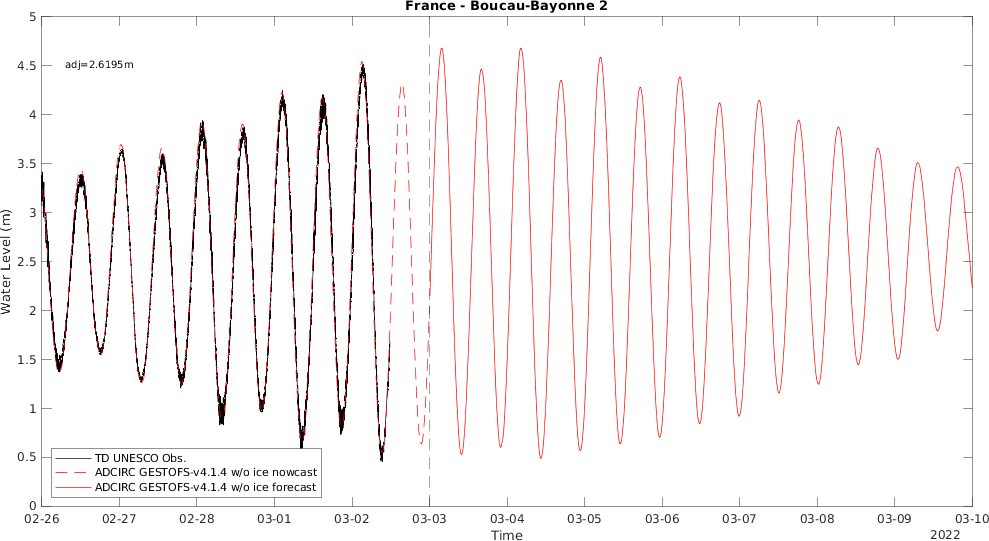 France - Boucau-Bayonne 2
adj=2.6195m
Water Level (m)
5
4.5
4
3.5
3
2.5
2
1.5
1
0.5
0
TD UNESCO Obs.
ADCIRC GESTOFS-v4.1.4 w/o ice nowcast
ADCIRC GESTOFS-v4.1.4 w/o ice forecast
02-26 02-27 02-28 03-01 03-02 03-03 03-04 03-05 03-06 03-07 03-08 03-09 03-10
Time
2022